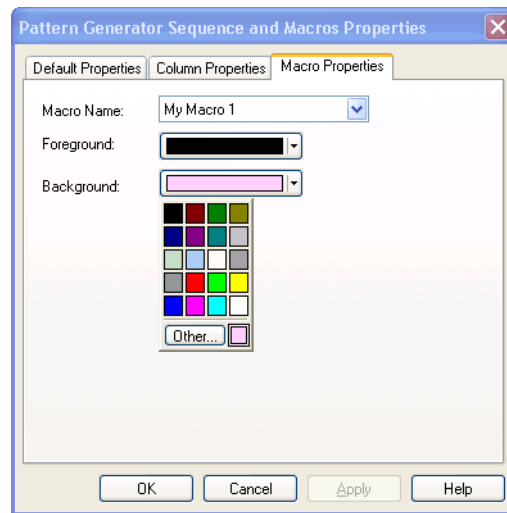 Pattern Generator Sequence and Macros Properties
Default Properties Column Properties Macro Properties
Macro Name: My Macro 1
Foreground:
Background:
Other...
OK Cancel Apply Help